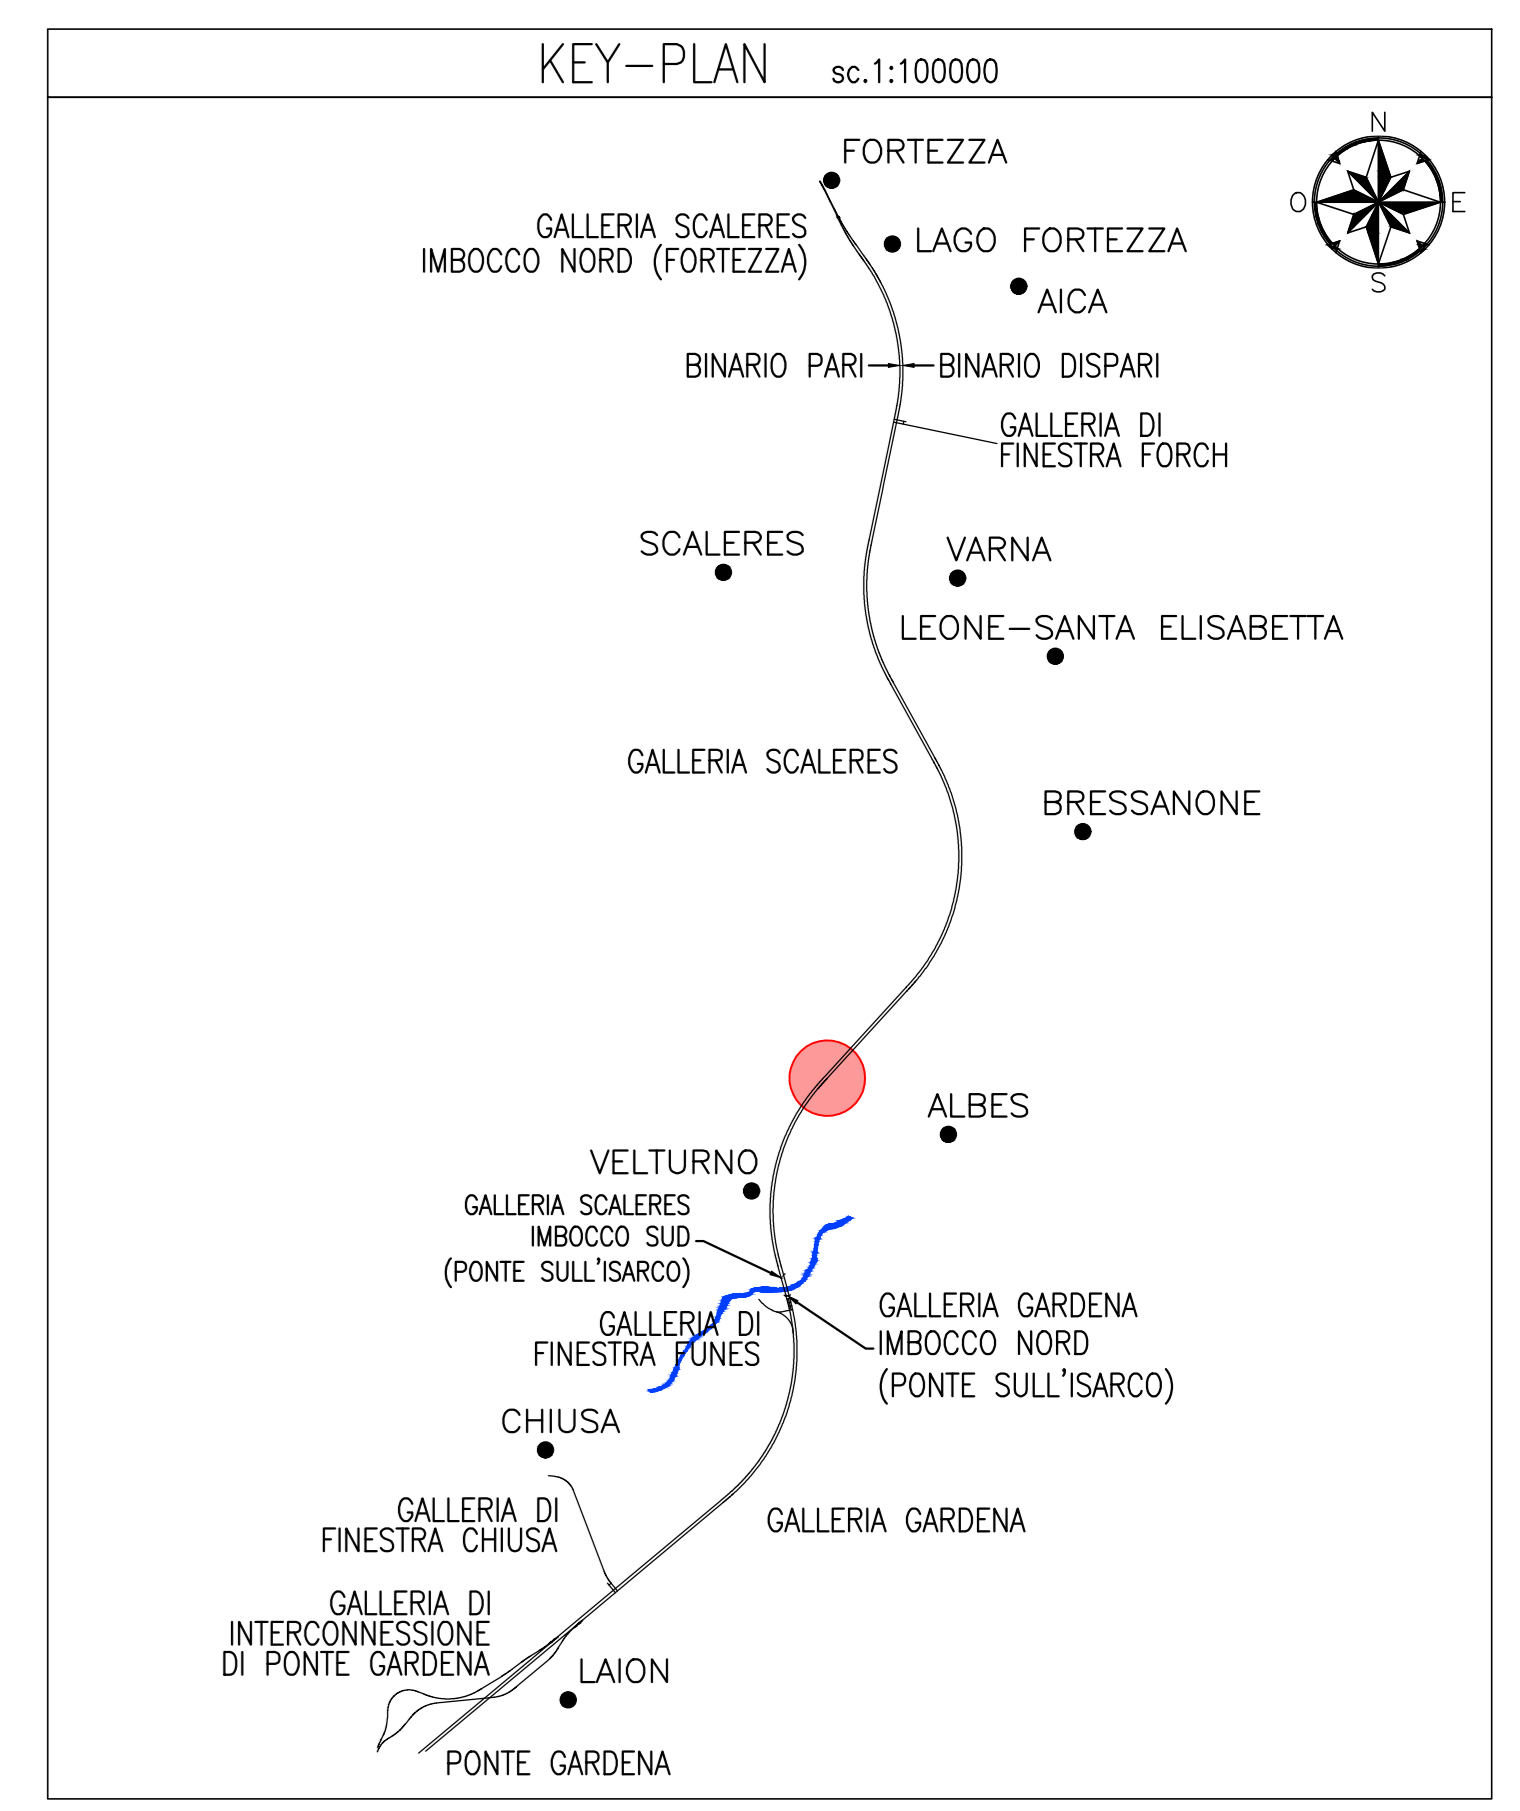 KEY-PLAN sc.1:100000
N
O
E
S
FORTEZZA
GALLERIA SCALERES
IMBOCCO NORD (FORTEZZA)
LAGO FORTEZZA
AICA
BINARIO PARI
BINARIO DISPARI
GALLERIA DI
FINESTRA FORCH
SCALERES
VARNA
LEONE-SANTA ELISABETTA
GALLERIA SCALERES
BRESSANONE
ALBES
VELTURNO
GALLERIA SCALERES
IMBOCCO SUD
(PONTE SULL'ISARCO)
GALLERIA DI
FINESTRA FUNES
GALLERIA GARDENA
IMBOCCO NORD
(PONTE SULL'ISARCO)
CHIUSA
GALLERIA DI
FINESTRA CHIUSA
GALLERIA GARDENA
GALLERIA DI
INTERCONNESSIONE
DI PONTE GARDENA
LAION
PONTE GARDENA